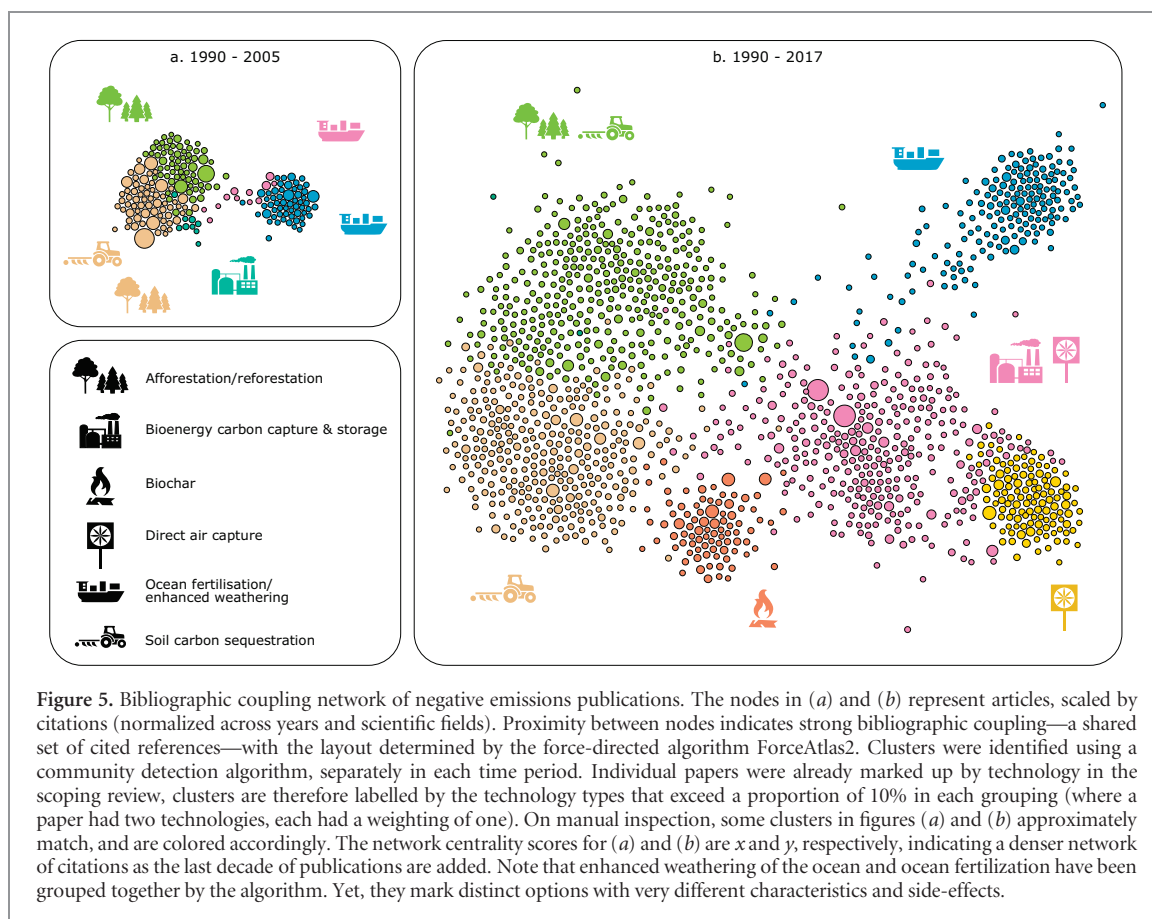 a. 1990 - 2005
b. 1990 - 2017
Afforestation/reforestation
Bioenergy carbon capture & storage
Biochar
Direct air capture
Ocean fertilisation/
enhanced weathering
Soil carbon sequestration
Figure 5. Bibliographic coupling network of negative emissions publications. The nodes in (a) and (b) represent articles, scaled by
citations (normalized across years and scientific fields). Proximity between nodes indicates strong bibliographic coupling—a shared
set of cited references—with the layout determined by the force-directed algorithm ForceAtlas2. Clusters were identified using a
community detection algorithm, separately in each time period. Individual papers were already marked up by technology in the
scoping review, clusters are therefore labelled by the technology types that exceed a proportion of 10% in each grouping (where a
paper had two technologies, each had a weighting of one). On manual inspection, some clusters in figures (a) and (b) approximately
match, and are colored accordingly. The network centrality scores for (a) and (b) are x and y, respectively, indicating a denser network
of citations as the last decade of publications are added. Note that enhanced weathering of the ocean and ocean fertilization have been
grouped together by the algorithm. Yet, they mark distinct options with very different characteristics and side-effects.